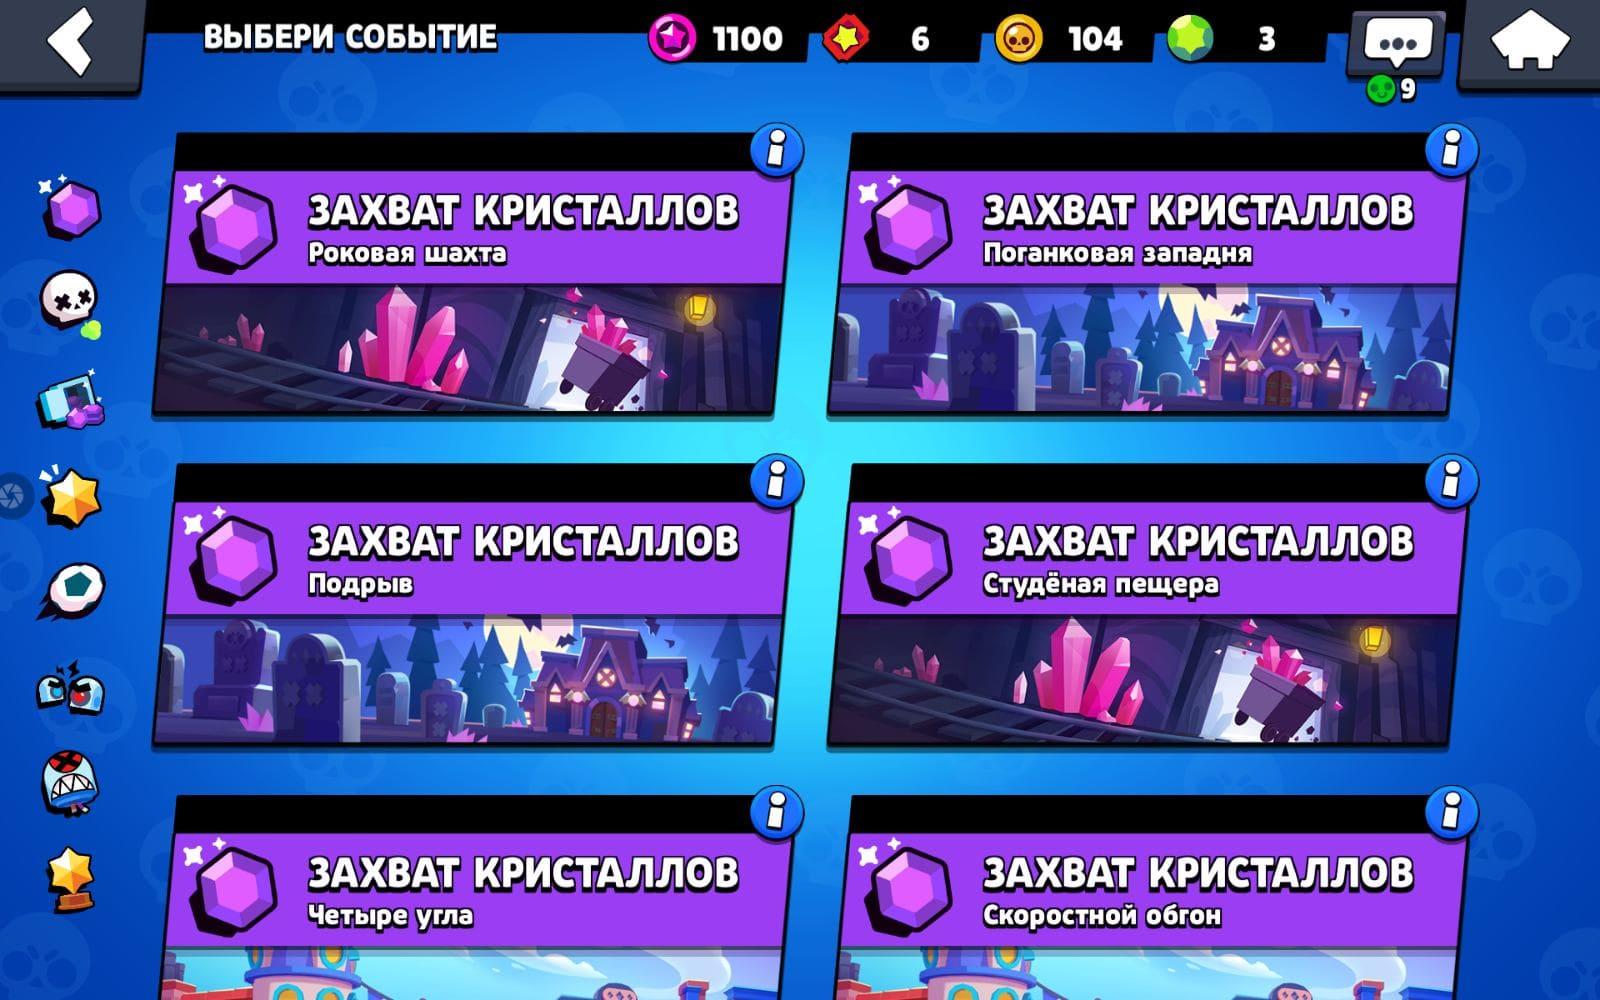 ВЫБЕРИ СОБЫТИЕ
1100
6
104
3
9
ЗАХВАТ КРИСТАЛЛОВ
Роковая шахта
ЗАХВАТ КРИСТАЛЛОВ
Поганковая западня
ЗАХВАТ КРИСТАЛЛОВ
Подрыв
ЗАХВАТ КРИСТАЛЛОВ
Студёная пещера
ЗАХВАТ КРИСТАЛЛОВ
Четыре угла
ЗАХВАТ КРИСТАЛЛОВ
Скоростной обгон